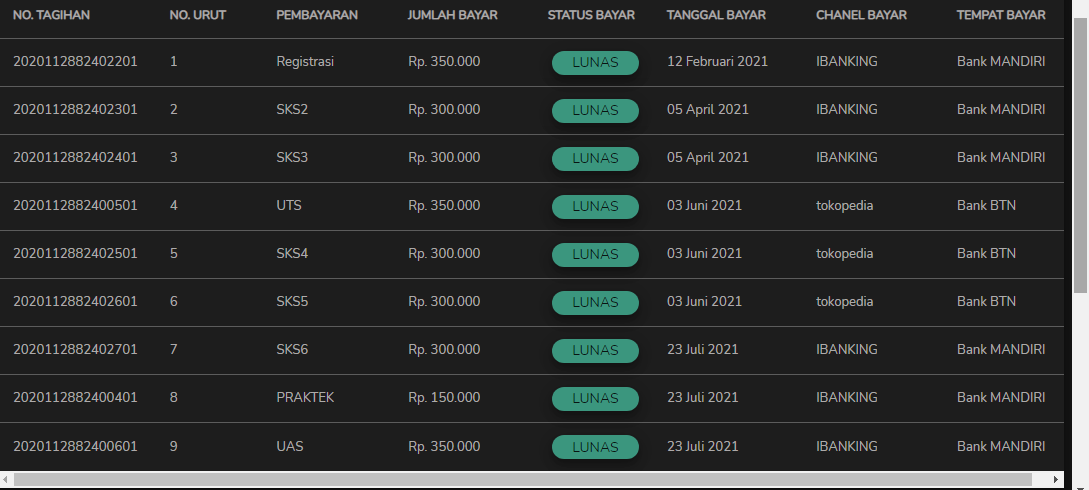 NO. TAGIHAN NO. URUT PEMBAYARAN JUMLAH BAYAR STATUS BAYAR TANGGAL BAYAR CHANEL BAYAR TEMPAT BAYAR
2020112882402201 1 Registrasi Rp. 350.000 LUNAS 12 Februari 2021 IBANKING Bank MANDIRI
2020112882402301 2 SKS2 Rp. 300.000 LUNAS 05 April 2021 IBANKING Bank MANDIRI
2020112882402401 3 SKS3 Rp. 300.000 LUNAS 05 April 2021 IBANKING Bank MANDIRI
2020112882400501 4 UTS Rp. 350.000 LUNAS 03 Juni 2021 tokopedia Bank BTN
2020112882402501 5 SKS4 Rp. 300.000 LUNAS 03 Juni 2021 tokopedia Bank BTN
2020112882402601 6 SKS5 Rp. 300.000 LUNAS 03 Juni 2021 tokopedia Bank BTN
2020112882402701 7 SKS6 Rp. 300.000 LUNAS 23 Juli 2021 IBANKING Bank MANDIRI
2020112882400401 8 PRAKTEK Rp. 150.000 LUNAS 23 Juli 2021 IBANKING Bank MANDIRI
2020112882400601 9 UAS Rp. 350.000 LUNAS 23 Juli 2021 IBANKING Bank MANDIRI